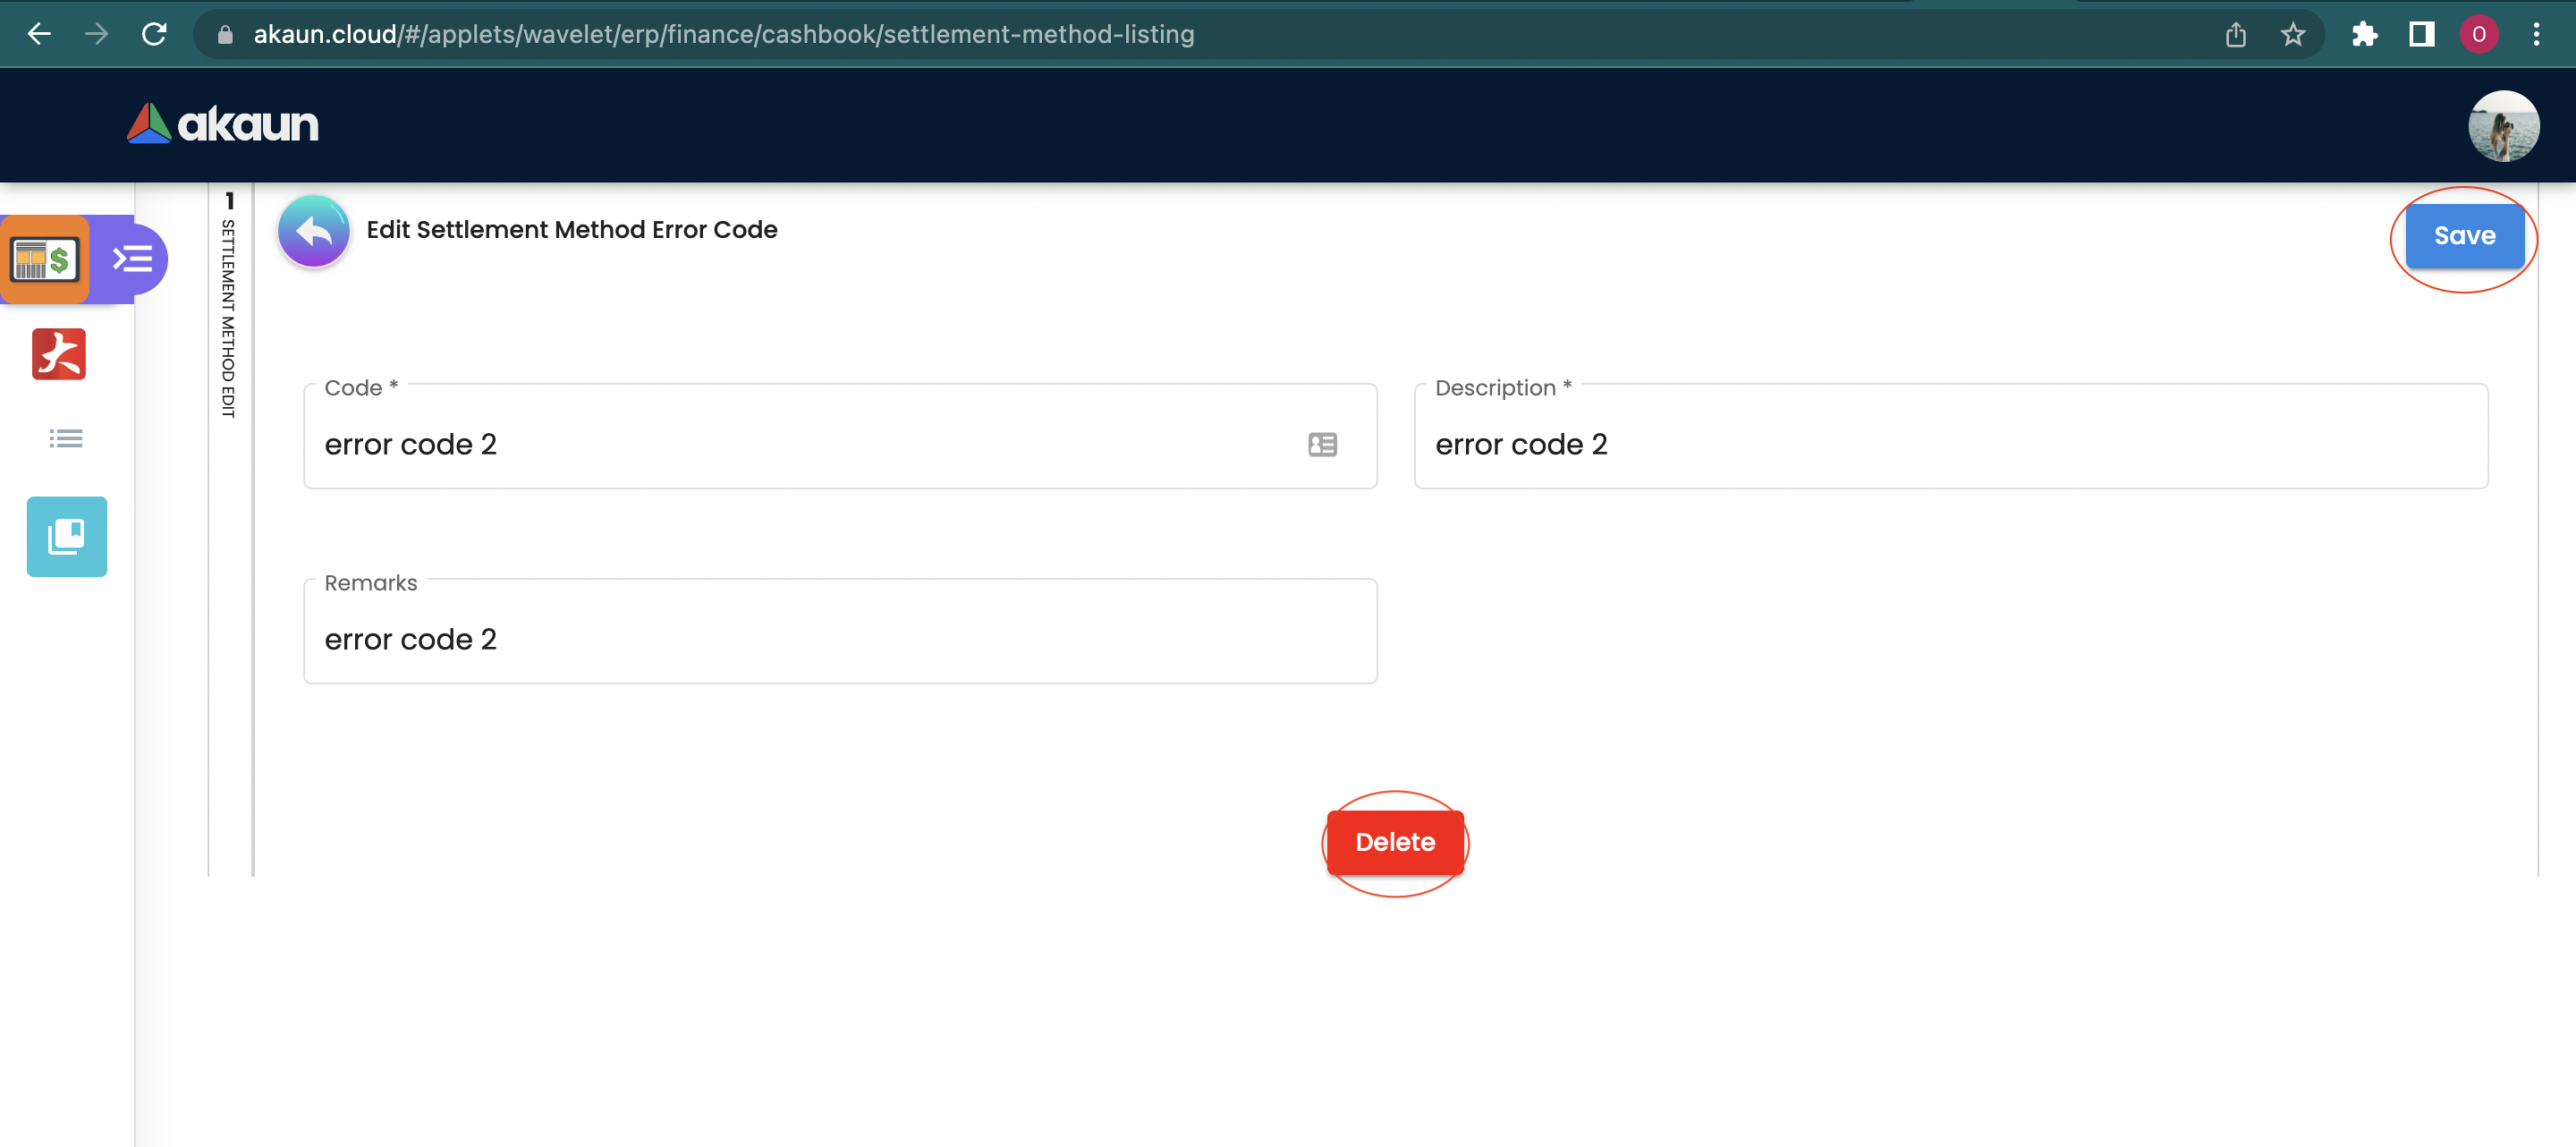 akaun.cloud/#/applets/wavelet/erp/finance/cashbook/settlement-method-listing
O
akaun
1
SETTLEMENT METHOD EDIT
Edit Settlement Method Error Code
Save
Code *
error code 2
Description *
error code 2
Remarks
error code 2
Delete